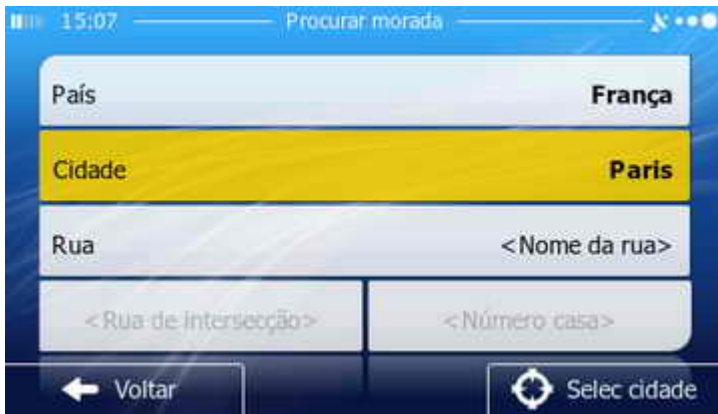 15:07 Procurar morada
País França
Cidade Paris
Rua <Nome da rua>
<Rua de intersecção> <Número casa>
Voltar Selec cidade